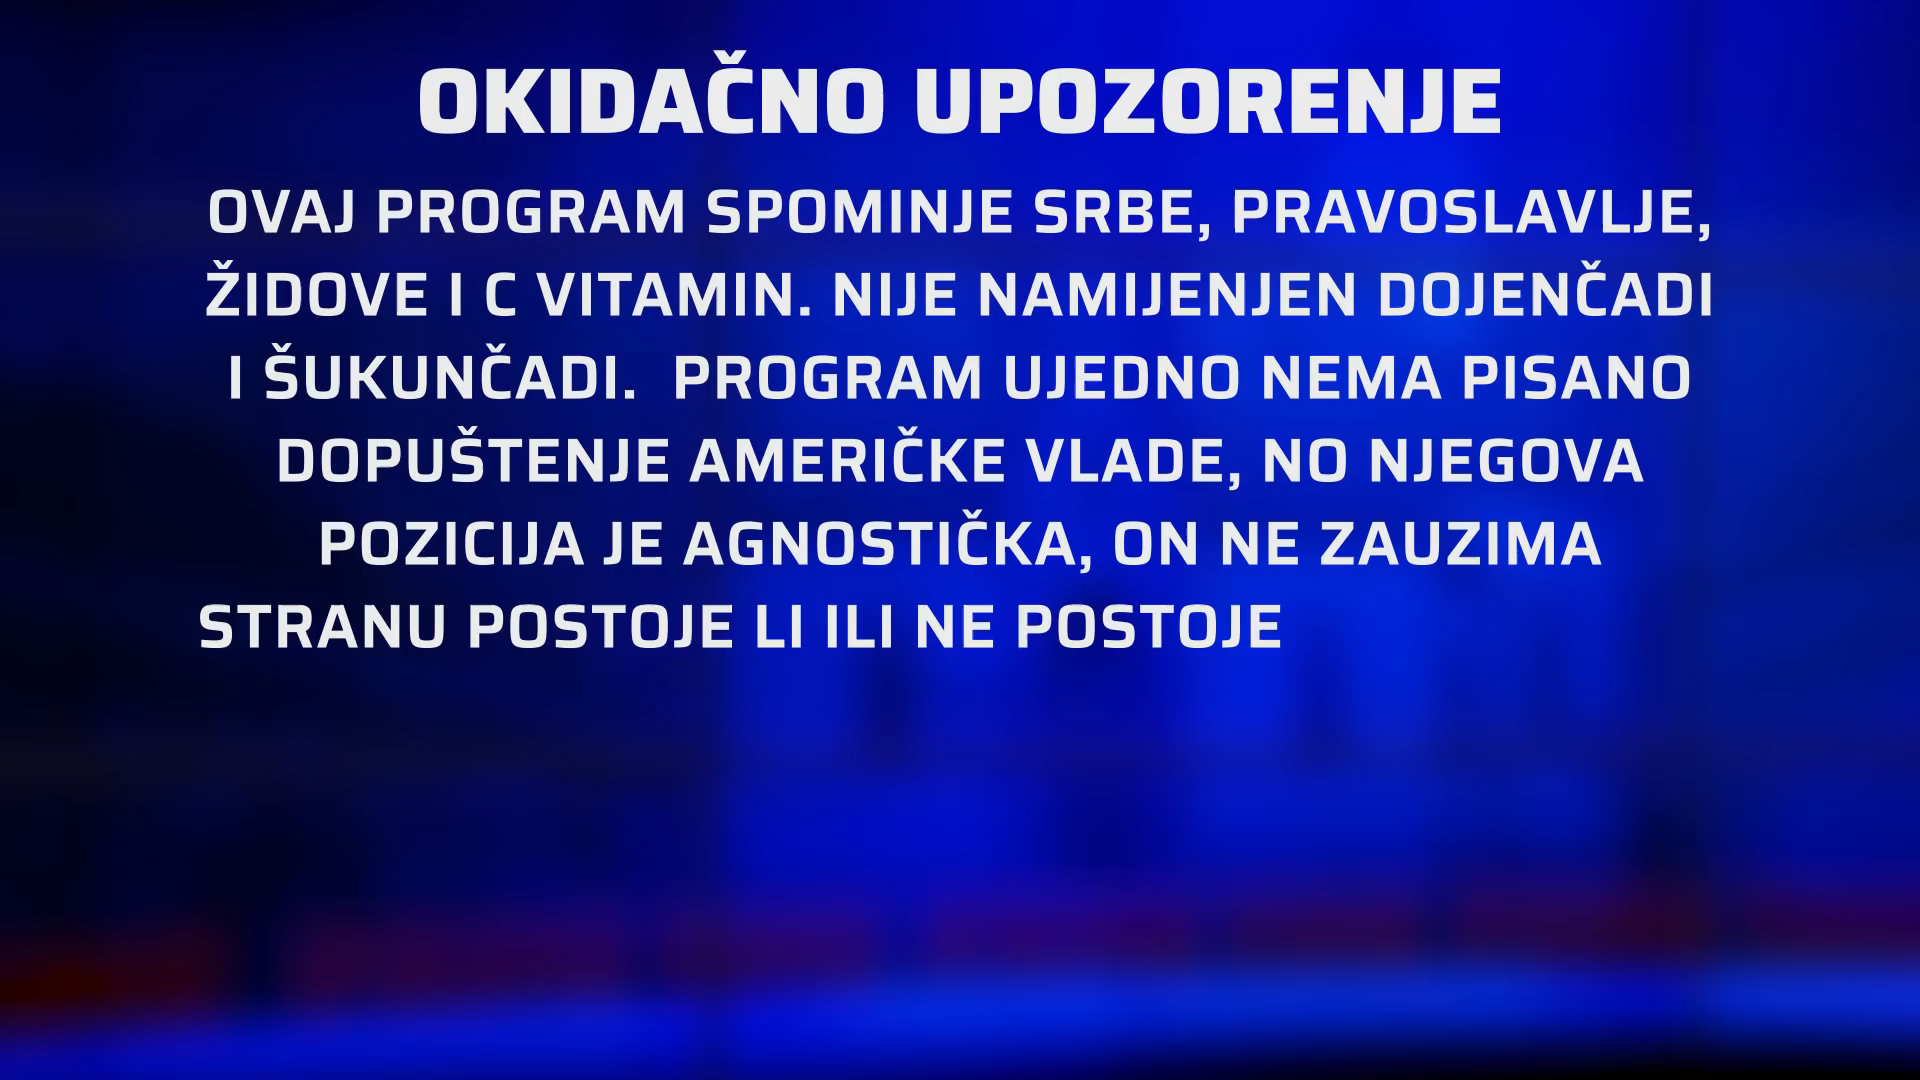 OKIDAČNO UPOZORENJE
OVAJ PROGRAM SPOMINJE SRBE, PRAVOSLAVLJE,
ŽIDOVE I C VITAMIN. NIJE NAMIJENJEN DOJENČADI
I ŠUKUNČADI. PROGRAM UJEDNO NEMA PISANO
DOPUŠTENJE AMERIČKE VLADE, NO NJEGOVA
POZICIJA JE AGNOSTIČKA, ON NE ZAUZIMA
STRANU POSTOJE LI ILI NE POSTOJE